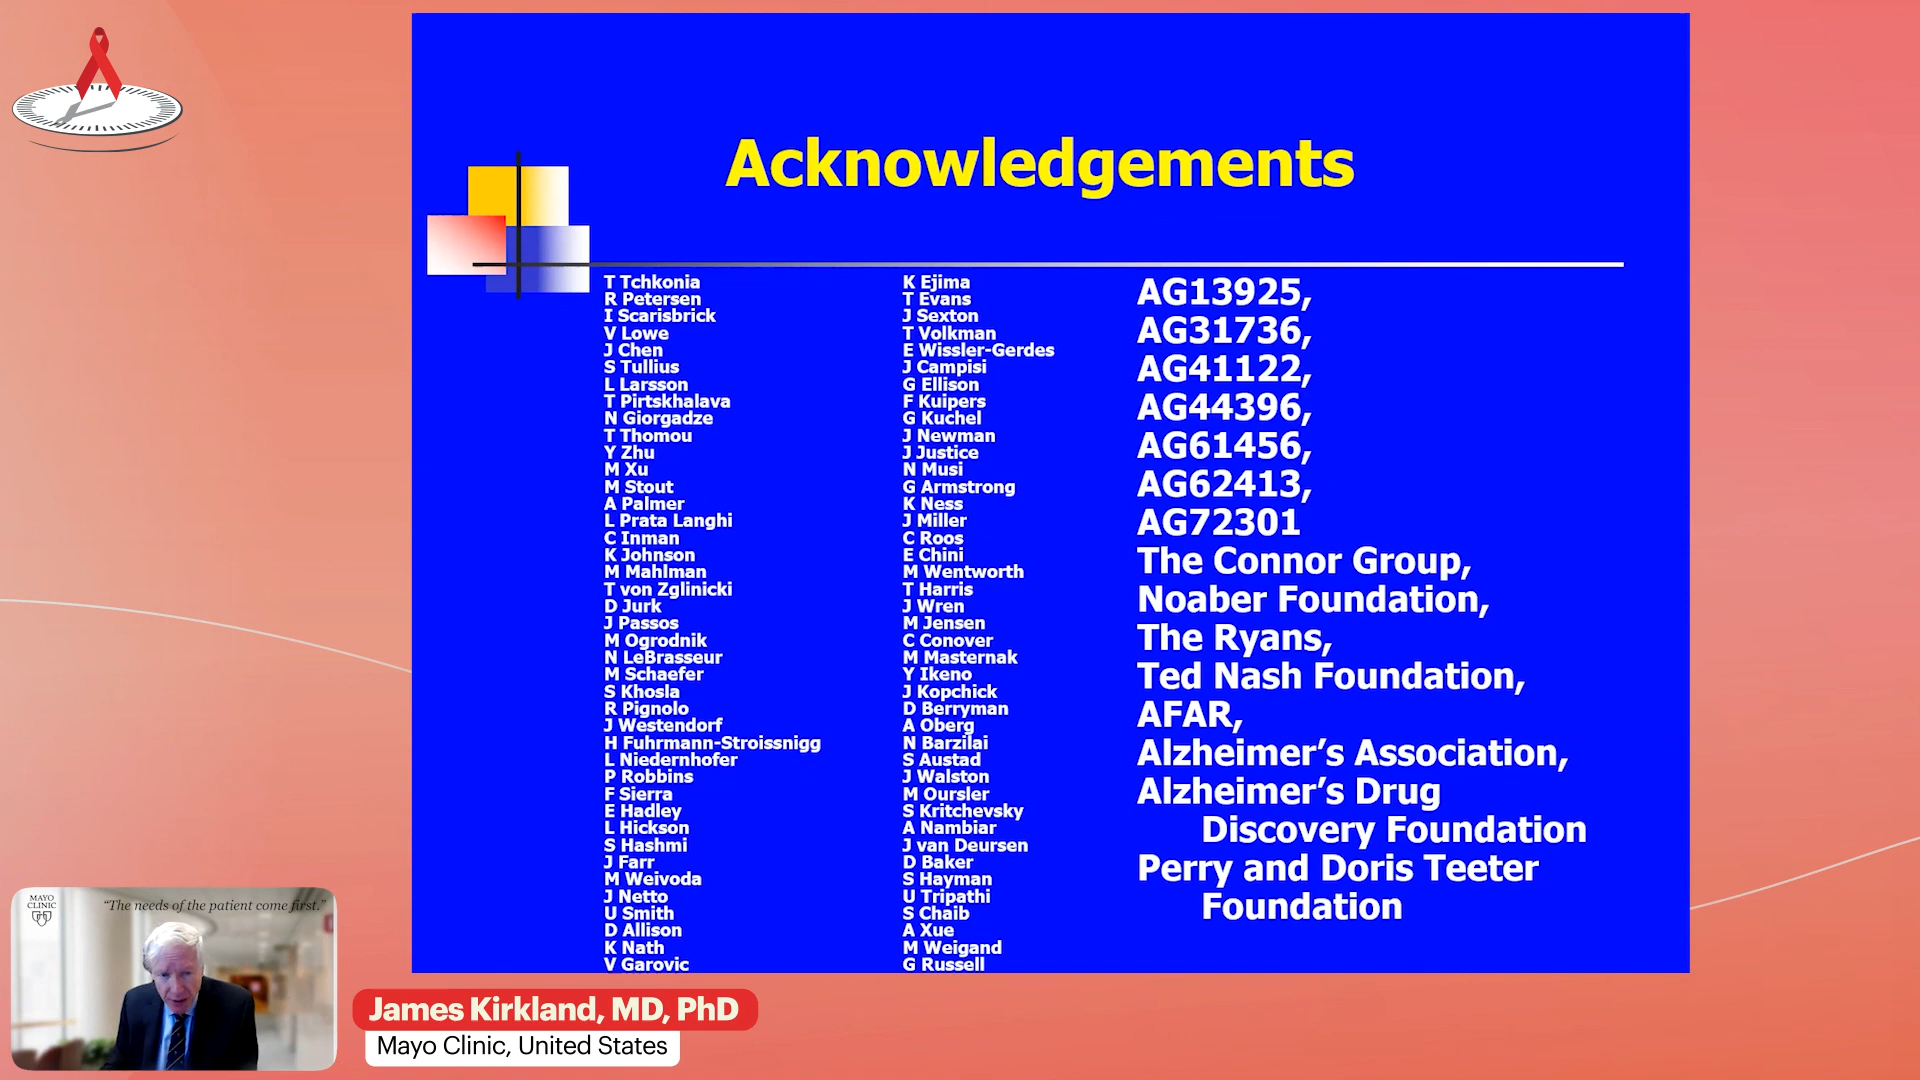 Acknowledgements
T Tchkonia
R Petersen
I Scarisbrick
V Lowe
J Chen
S Tullius
L Larsson
T Pirtskhalava
N Giorgadze
T Thomou
Y Zhu
M Xu
M Stout
A Palmer
L Prata Langhi
C Inman
K Johnson
M Mahlman
T von Zglinicki
D Jurk
J Passos
M Ogrodnik
N LeBrasseur
M Schaefer
S Khosla
R Pignolo
J Westendorf
H Fuhrmann-Stroissnigg
L Niedernhofer
P Robbins
F Sierra
E Hadley
L Hickson
S Hashmi
J Farr
M Weivoda
J Netto
U Smith
D Allison
K Nath
V Garovic
K Ejima
T Evans
J Sexton
T Volkman
E Wissler-Gerdes
J Campisi
G Ellison
F Kuipers
G Kuchel
J Newman
J Justice
N Musi
G Armstrong
K Ness
J Miller
C Roos
E Chini
M Wentworth
T Harris
J Wren
M Jensen
C Conover
M Masternak
Y Ikeno
J Kopchick
D Berryman
A Oberg
N Barzilai
S Austad
J Walston
M Oursler
S Kritchevsky
A Nambiar
J van Deursen
D Baker
S Hayman
U Tripathi
S Chaib
A Xue
M Weigand
G Russell
AG13925,
AG31736,
AG41122,
AG44396,
AG61456,
AG62413,
AG72301
The Connor Group,
Noaber Foundation,
The Ryans,
Ted Nash Foundation,
AFAR,
Alzheimer’s Association,
Alzheimer’s Drug
Discovery Foundation
Perry and Doris Teeter
Foundation
MAYO
CLINIC
“The needs of the patient come first.”
James Kirkland, MD, PhD
Mayo Clinic, United States